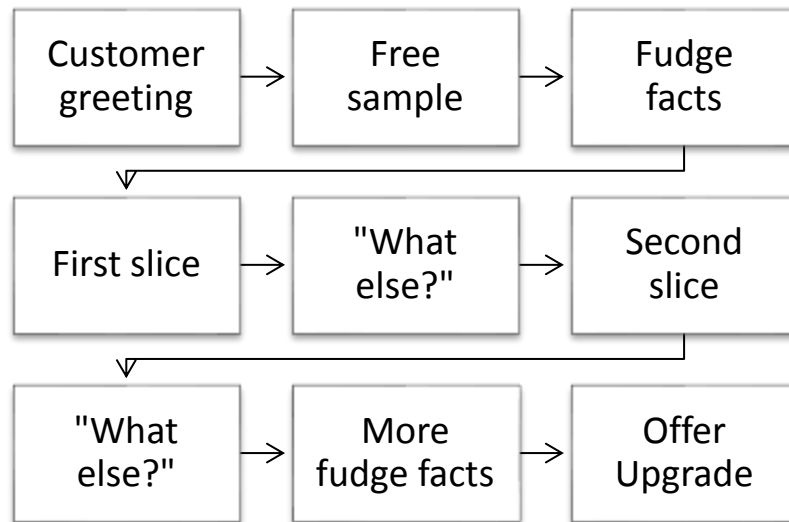 Customer
greeting
Free
sample
Fudge
facts
First slice
"What
else?"
Second
slice
"What
else?"
More
fudge facts
Offer
Upgrade